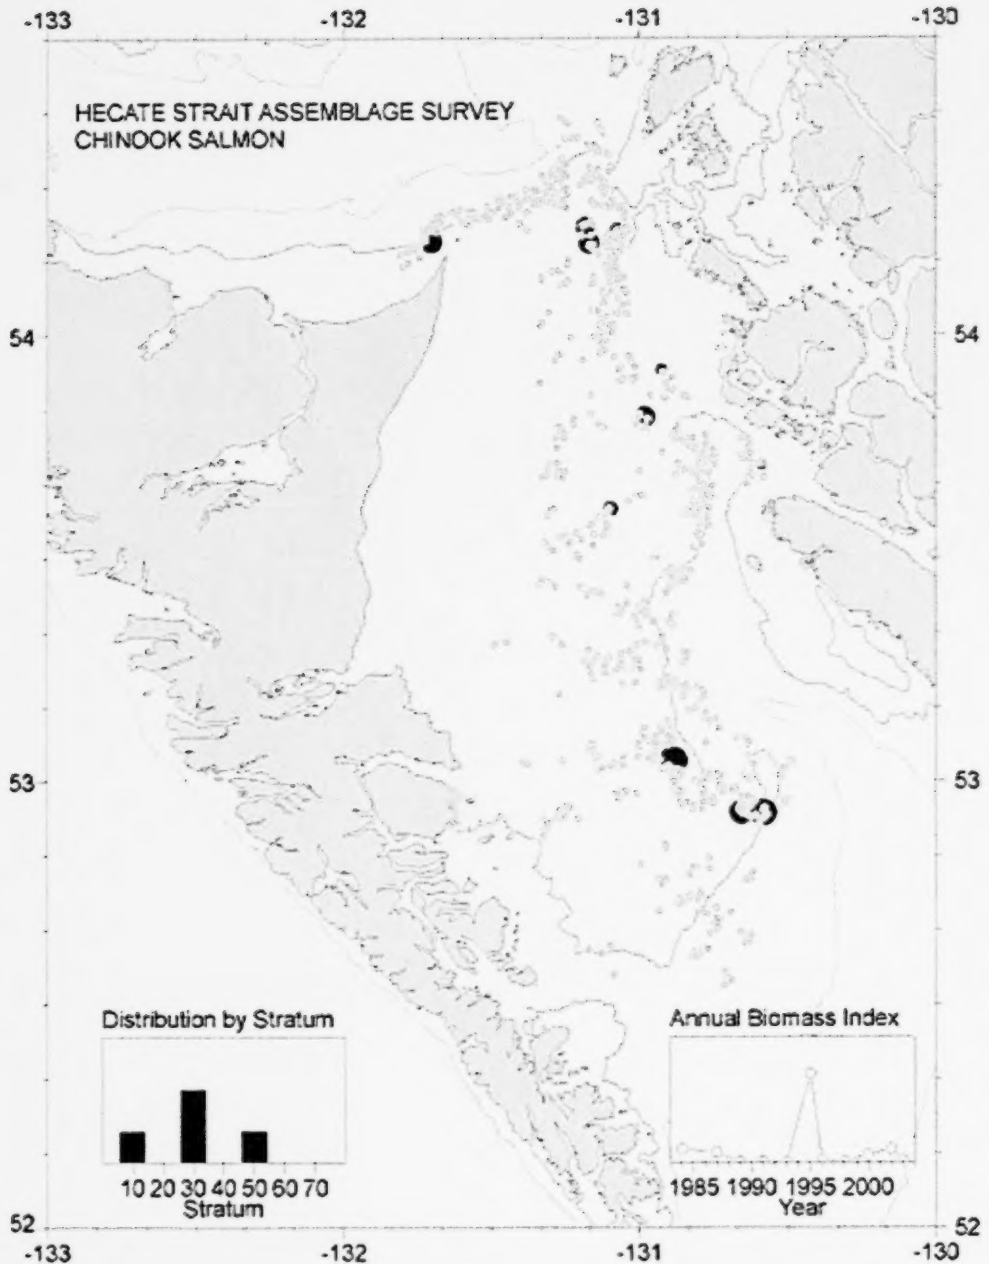 -133 -132 -131 -130
HECATE STRAIT ASSEMBLAGE SURVEY
CHINOOK SALMON
54 54
53 53
Distribution by Stratum
10 20 30 40 50 60 70
Stratum
Annual Biomass Index
1985 1990 1995 2000
Year
52 52
-133 -132 -131 -130